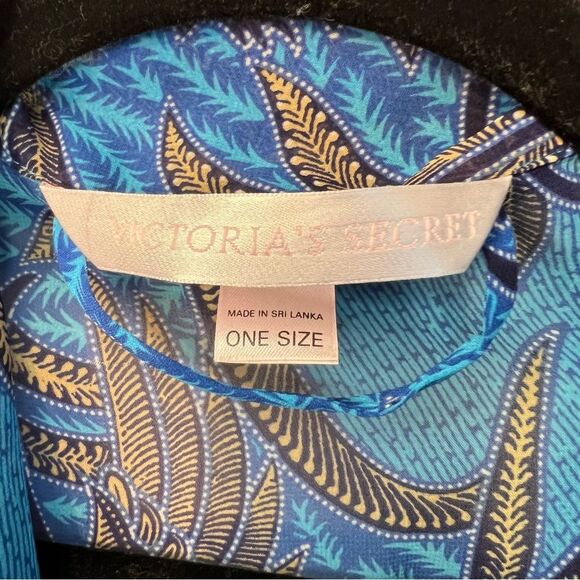 VICTORIA'S SECRET
MADE IN SRI LANKA
ONE SIZE